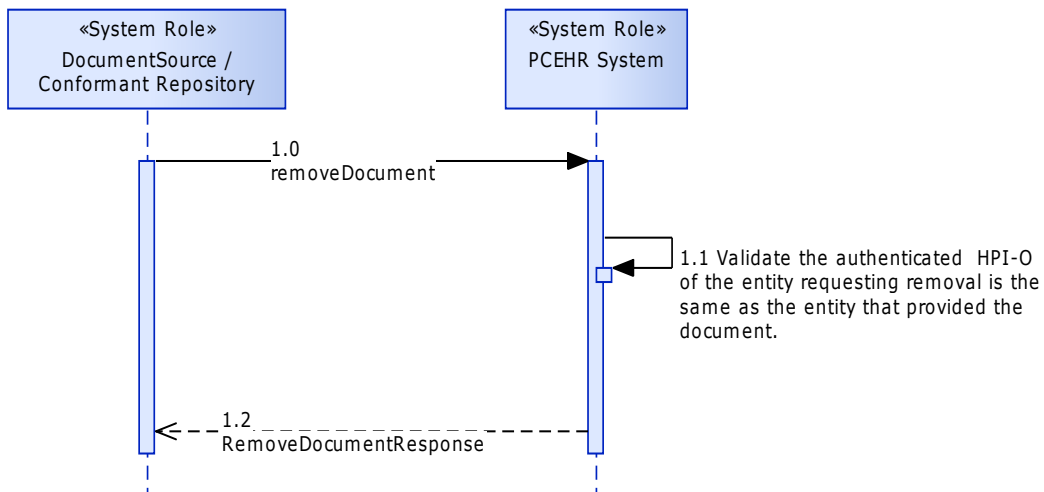 «System Role»
DocumentSource /
Conformant Repository
«System Role»
PCEHR System
1.0
removeDocument
1.1 Validate the authenticated HPI-O
of the entity requesting removal is the
same as the entity that provided the
document.
1.2
RemoveDocumentResponse